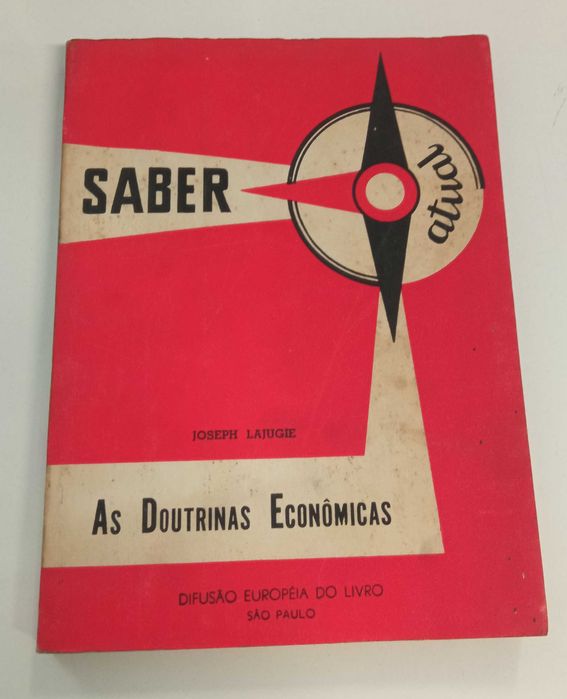 SABER
atual
JOSEPH LAJUGIE
AS DOUTRINAS ECONÔMICAS
DIFUSÃO EUROPÉIA DO LIVRO
SÃO PAULO